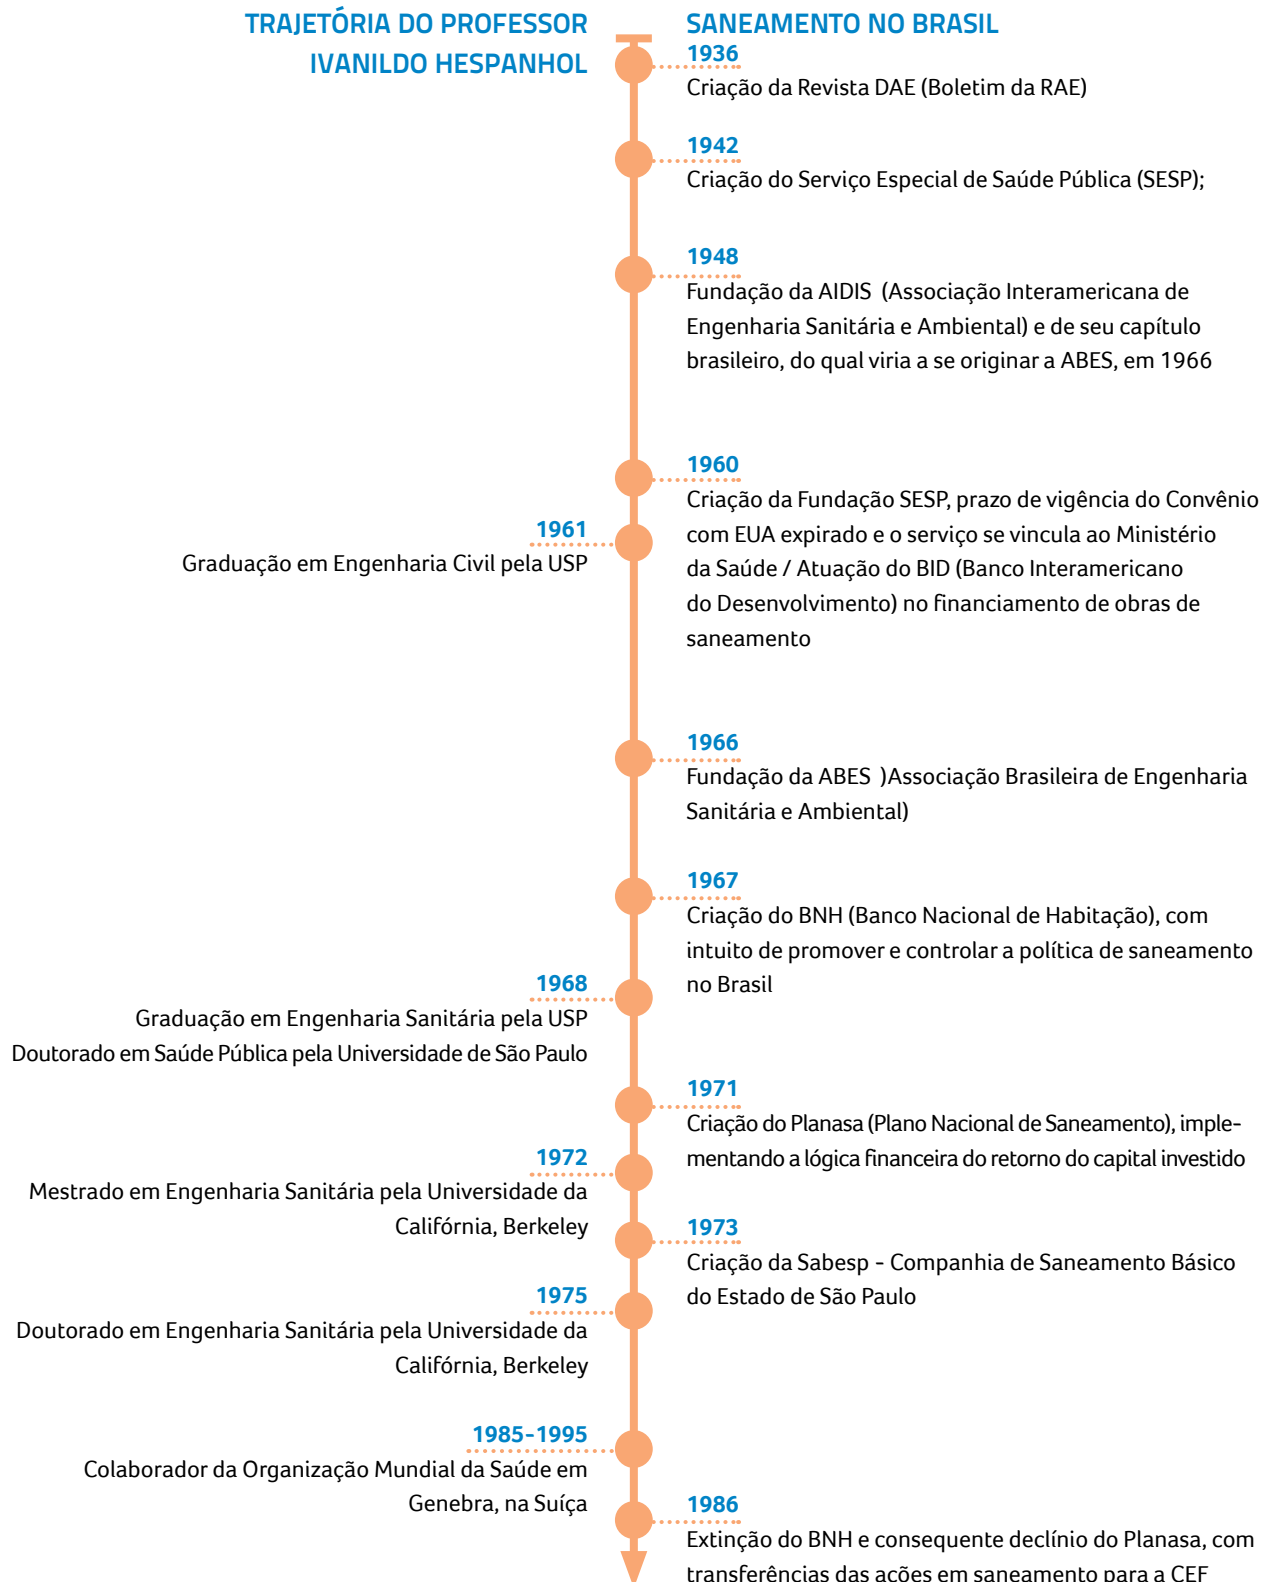 TRAJETÓRIA DO PROFESSOR
IVANILDO HESPANHOL
SANEAMENTO NO BRASIL
1936
Criação da Revista DAE (Boletim da RAE)
1942
Criação do Serviço Especial de Saúde Pública (SESP);
1948
Fundação da AIDIS (Associação Interamericana de
Engenharia Sanitária e Ambiental) e de seu capítulo
brasileiro, do qual viria a se originar a ABES, em 1966
1960
Criação da Fundação SESP, prazo de vigência do Convênio
com EUA expirado e o serviço se vincula ao Ministério
da Saúde / Atuação do BID (Banco Interamericano
do Desenvolvimento) no financiamento de obras de
saneamento
1961
Graduação em Engenharia Civil pela USP
1966
Fundação da ABES )Associação Brasileira de Engenharia
Sanitária e Ambiental)
1967
Criação do BNH (Banco Nacional de Habitação), com
intuito de promover e controlar a política de saneamento
no Brasil
1968
Graduação em Engenharia Sanitária pela USP
Doutorado em Saúde Pública pela Universidade de São Paulo
1971
Criação do Planasa (Plano Nacional de Saneamento), imple-
mentando a lógica financeira do retorno do capital investido
1972
Mestrado em Engenharia Sanitária pela Universidade da
Califórnia, Berkeley
1973
Criação da Sabesp - Companhia de Saneamento Básico
do Estado de São Paulo
1975
Doutorado em Engenharia Sanitária pela Universidade da
Califórnia, Berkeley
1985-1995
Colaborador da Organização Mundial da Saúde em
Genebra, na Suíça
1986
Extinção do BNH e consequente declínio do Planasa, com
transferências das ações em saneamento para a CEF